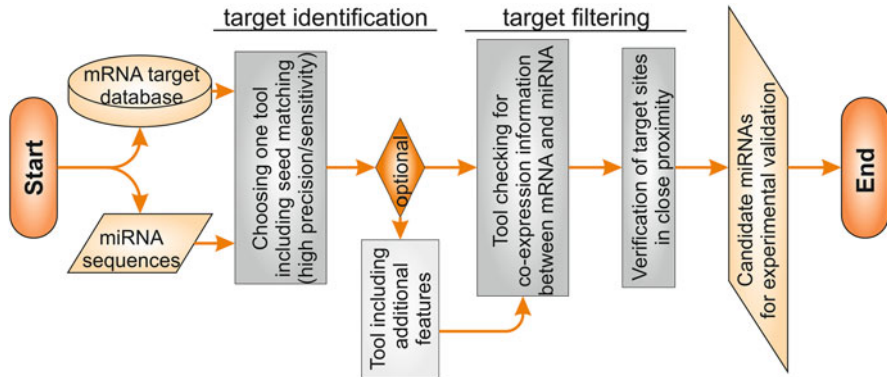 target identification
target filtering
Start
mRNA target
database
miRNA
sequences
Choosing one tool
including seed matching
(high precision/sensitivity)
optional
Tool including
additional
features
Tool checking for
co-expression information
between mRNA and miRNA
Verification of target sites
in close proximity
Candidate miRNAs
for experimental validation
End